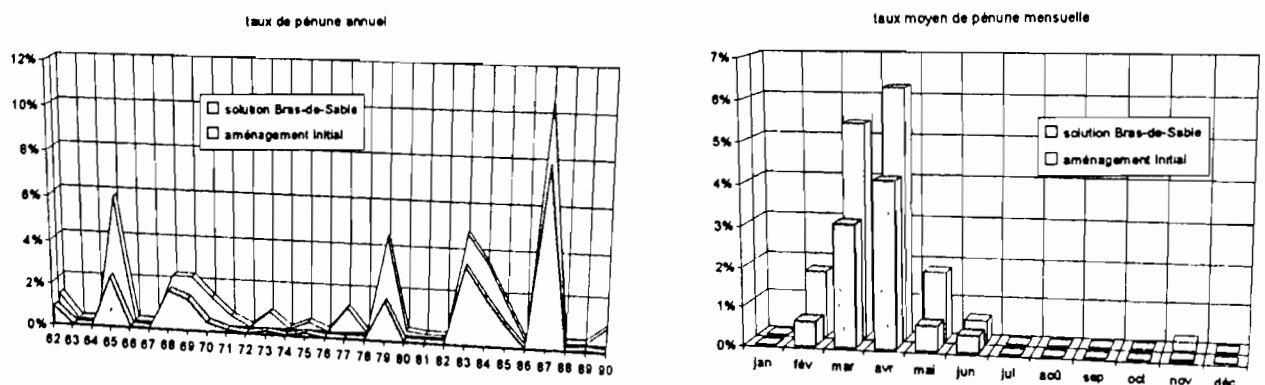 taux de pénune annuel
12%
10%
8%
6%
4%
2%
0%
solution Bras-de-Sable
aménagement Initial
62 63 64 65 66 67 68 69 70 71 72 73 74 75 76 77 78 79 80 81 82 83 84 85 86 87 88 89 90
taux moyen de pénune mensuelle
7%
6%
5%
4%
3%
2%
1%
0%
solution Bras-de-Sable
aménagement Initial
jan fév mar avr mai jun jul aoû sep oct nov déc